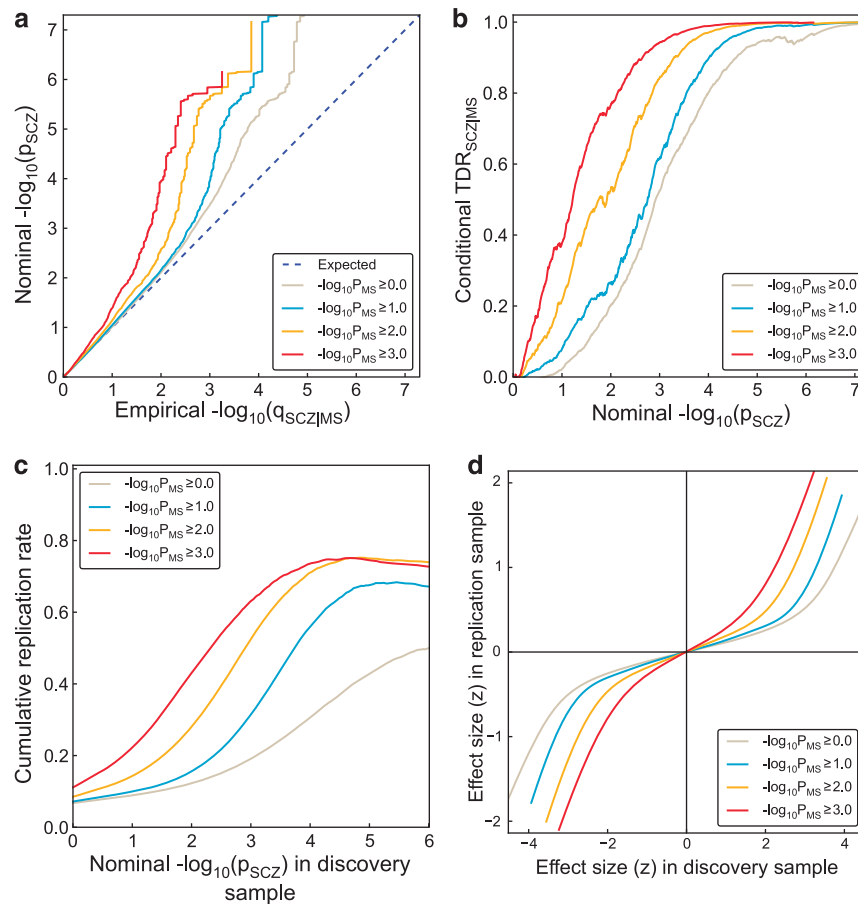 a
7
6
5
4
3
2
1
0
Nominal -log10(pSCZ)
0 1 2 3 4 5 6 7
Empirical -log10(qSCZ|MS)
Expected
-log10PMS≥0.0
-log10PMS≥1.0
-log10PMS≥2.0
-log10PMS≥3.0
b
1.0
0.8
0.6
0.4
0.2
0.0
Conditional TDRSCZ|MS
0 1 2 3 4 5 6 7
Nominal -log10(pSCZ)
-log10PMS≥0.0
-log10PMS≥1.0
-log10PMS≥2.0
-log10PMS≥3.0
c
1.0
0.8
0.6
0.4
0.2
0.0
Cumulative replication rate
-log10PMS≥0.0
-log10PMS≥1.0
-log10PMS≥2.0
-log10PMS≥3.0
0 1 2 3 4 5 6
Nominal -log10(pSCZ) in discovery
sample
d
2
1
0
−1
−2
Effect size (z) in replication sample
-log10PMS≥0.0
-log10PMS≥1.0
-log10PMS≥2.0
-log10PMS≥3.0
−4 −2 0 2 4
Effect size (z) in discovery sample